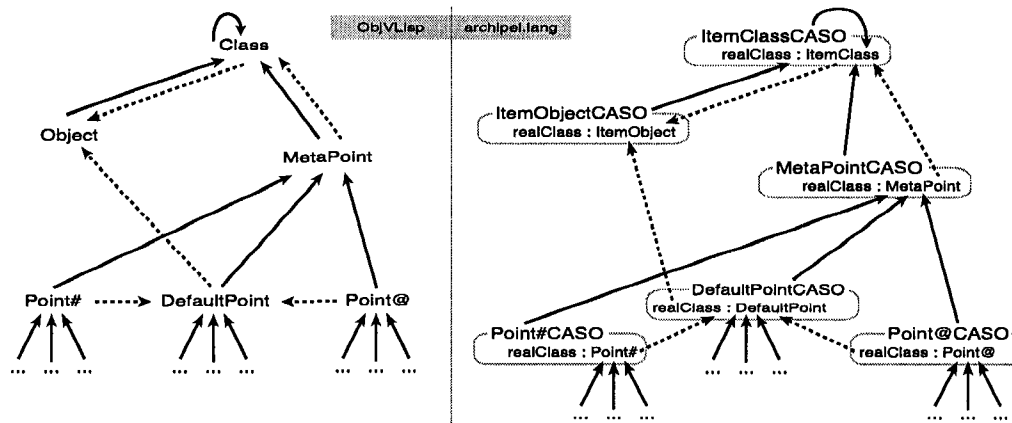 ObjVLisp
archipel.lang
Class
Object
MetaPoint
Point#
DefaultPoint
Point@
... ... ...
... ... ...
... ... ...
ItemClassCASO
realClass : ItemClass
ItemObjectCASO
realClass : ItemObject
MetaPointCASO
realClass : MetaPoint
DefaultPointCASO
realClass : DefaultPoint
Point#CASO
realClass : Point#
Point@CASO
realClass : Point@
... ... ...
... ... ...
... ... ...